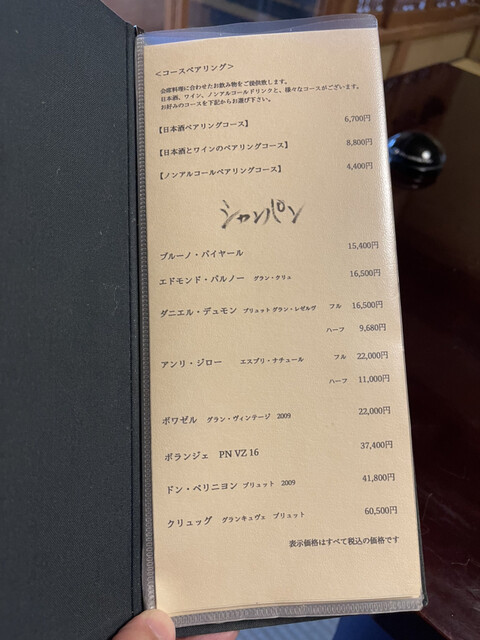 ＜コースペアリング＞
会席料理に合わせたお飲み物をご提供致します。
日本酒、ワイン、ノンアルコールドリンクと、様々なコースがございます。
お好みのコースを下記からお選び下さい。
【日本酒ペアリングコース】 6,700円
【日本酒とワインのペアリングコース】 8,800円
【ノンアルコールペアリングコース】 4,400円
シャンパン
ブルーノ・パイヤール 15,400円
エドモンド・バルノー グラン・クリュ 16,500円
ダニエル・デュモン ブリュット グラン・レゼルヴ フル 16,500円
ハーフ 9,680円
アンリ・ジロー エスプリ・ナチュール フル 22,000円
ハーフ 11,000円
ボワゼル グラン・ヴィンテージ 2009 22,000円
ボランジェ PN VZ 16 37,400円
ドン・ペリニヨン ブリュット 2009 41,800円
クリュッグ グランキュヴェ ブリュット 60,500円
表示価格はすべて税込の価格です